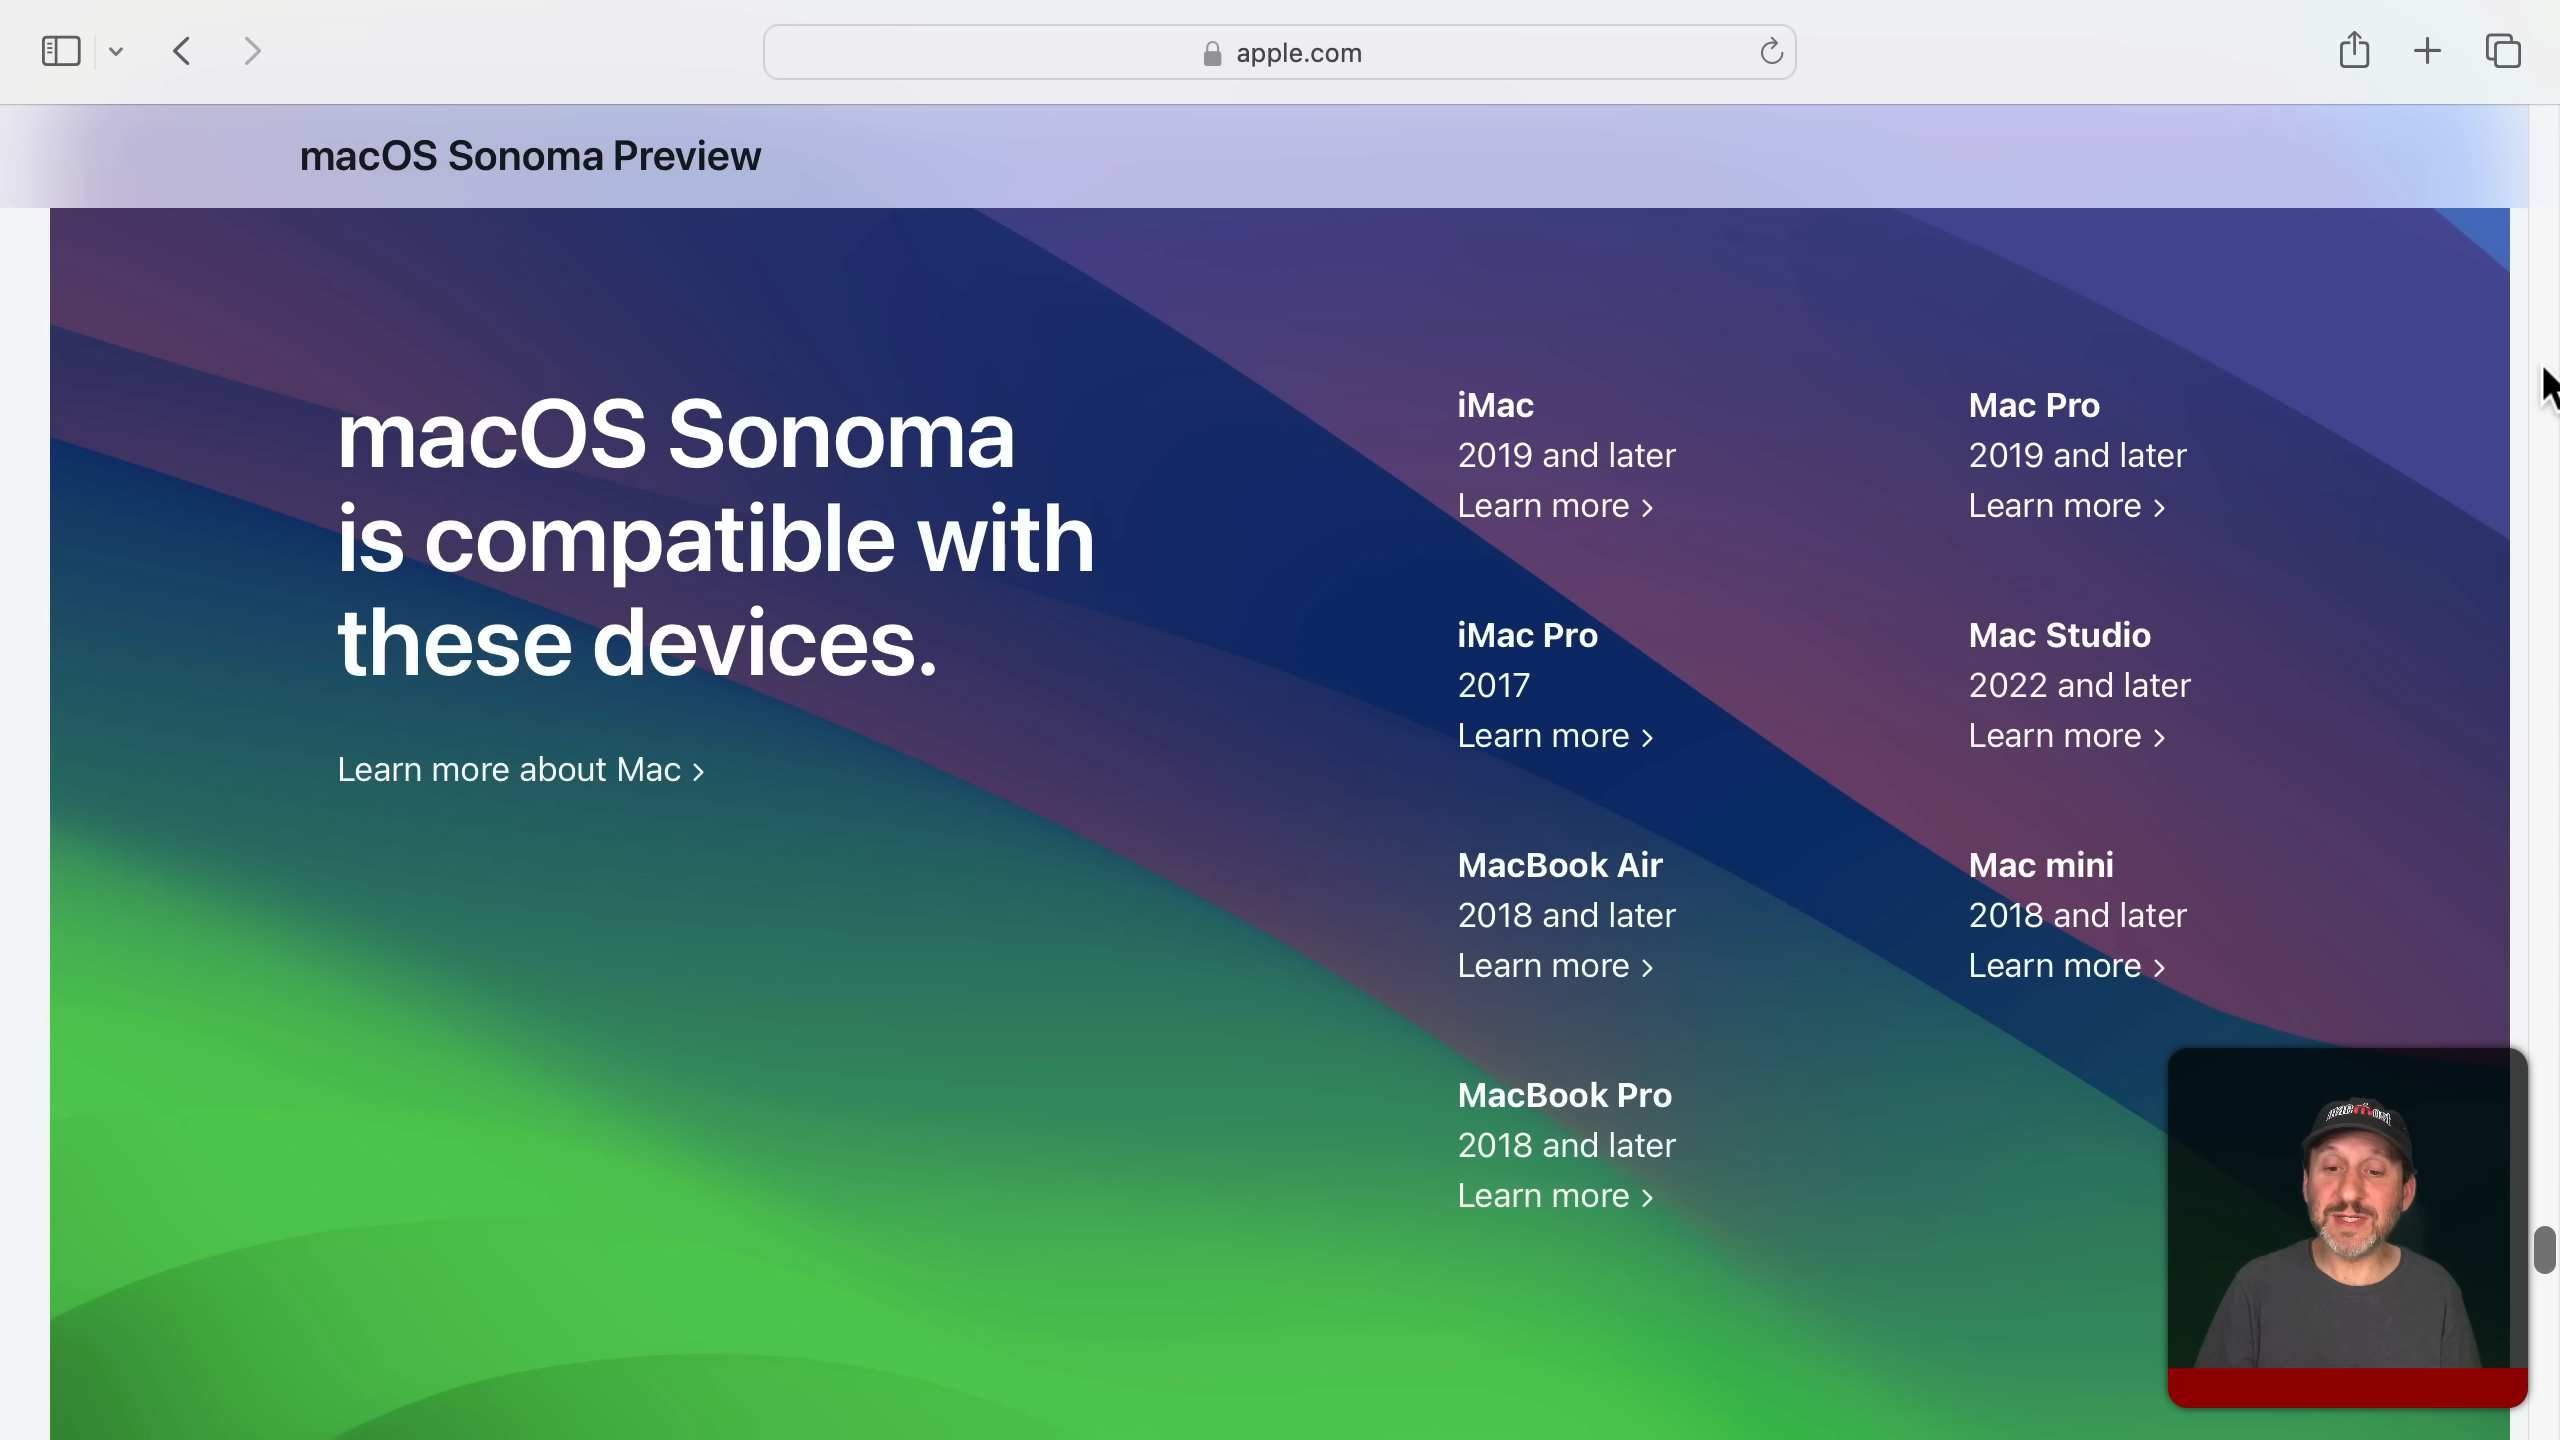 apple.com
macOS Sonoma Preview
macOS Sonoma
is compatible with
these devices.
Learn more about Mac >
iMac
2019 and later
Learn more >
iMac Pro
2017
Learn more >
MacBook Air
2018 and later
Learn more >
MacBook Pro
2018 and later
Learn more >
Mac Pro
2019 and later
Learn more >
Mac Studio
2022 and later
Learn more >
Mac mini
2018 and later
Learn more >
macmost